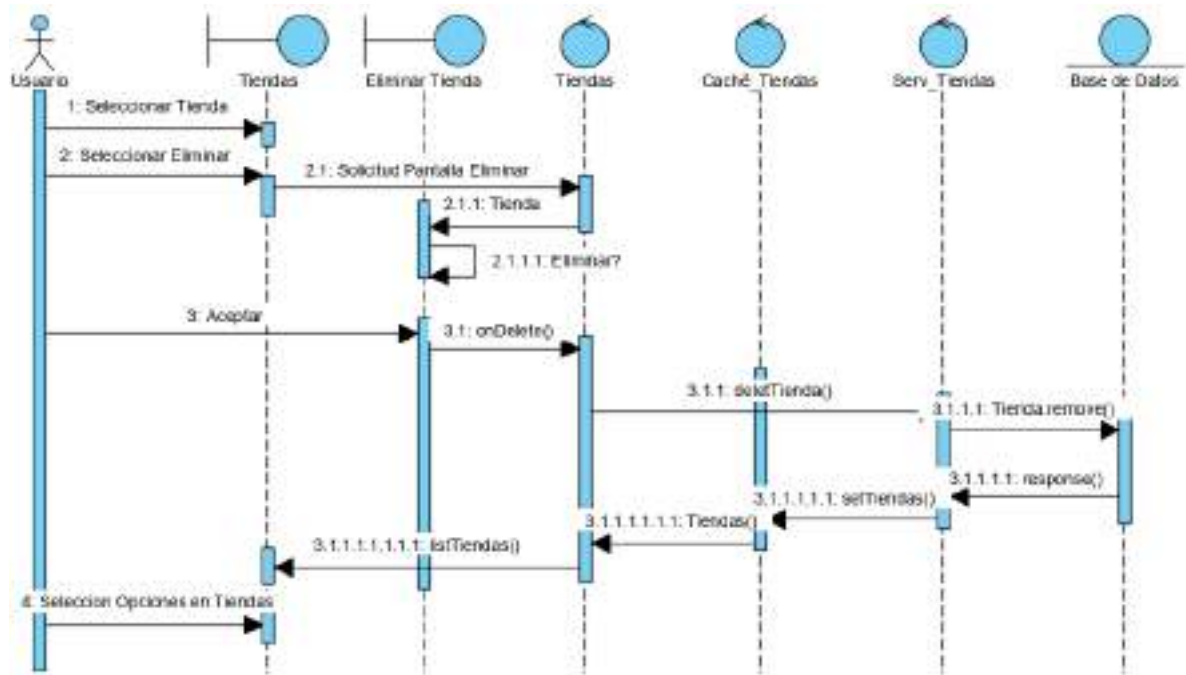 Usuario
Tiendas
Eliminar Tienda
Tiendas
Caché_Tiendas
Serv_Tiendas
Base de Datos
1: Seleccionar Tienda
2: Seleccionar Eliminar
2.1: Solicitud Pantalla Eliminar
2.1.1: Tienda
2.1.1.1: Eliminar?
3: Aceptar
3.1: onDelete()
3.1.1: deletTienda()
3.1.1.1: Tienda.remove()
3.1.1.1.1: response()
3.1.1.1.1.1: setTiendas()
3.1.1.1.1.1.1: Tiendas()
3.1.1.1.1.1.1.1: listTiendas()
4: Seleccion Opciones en Tiendas